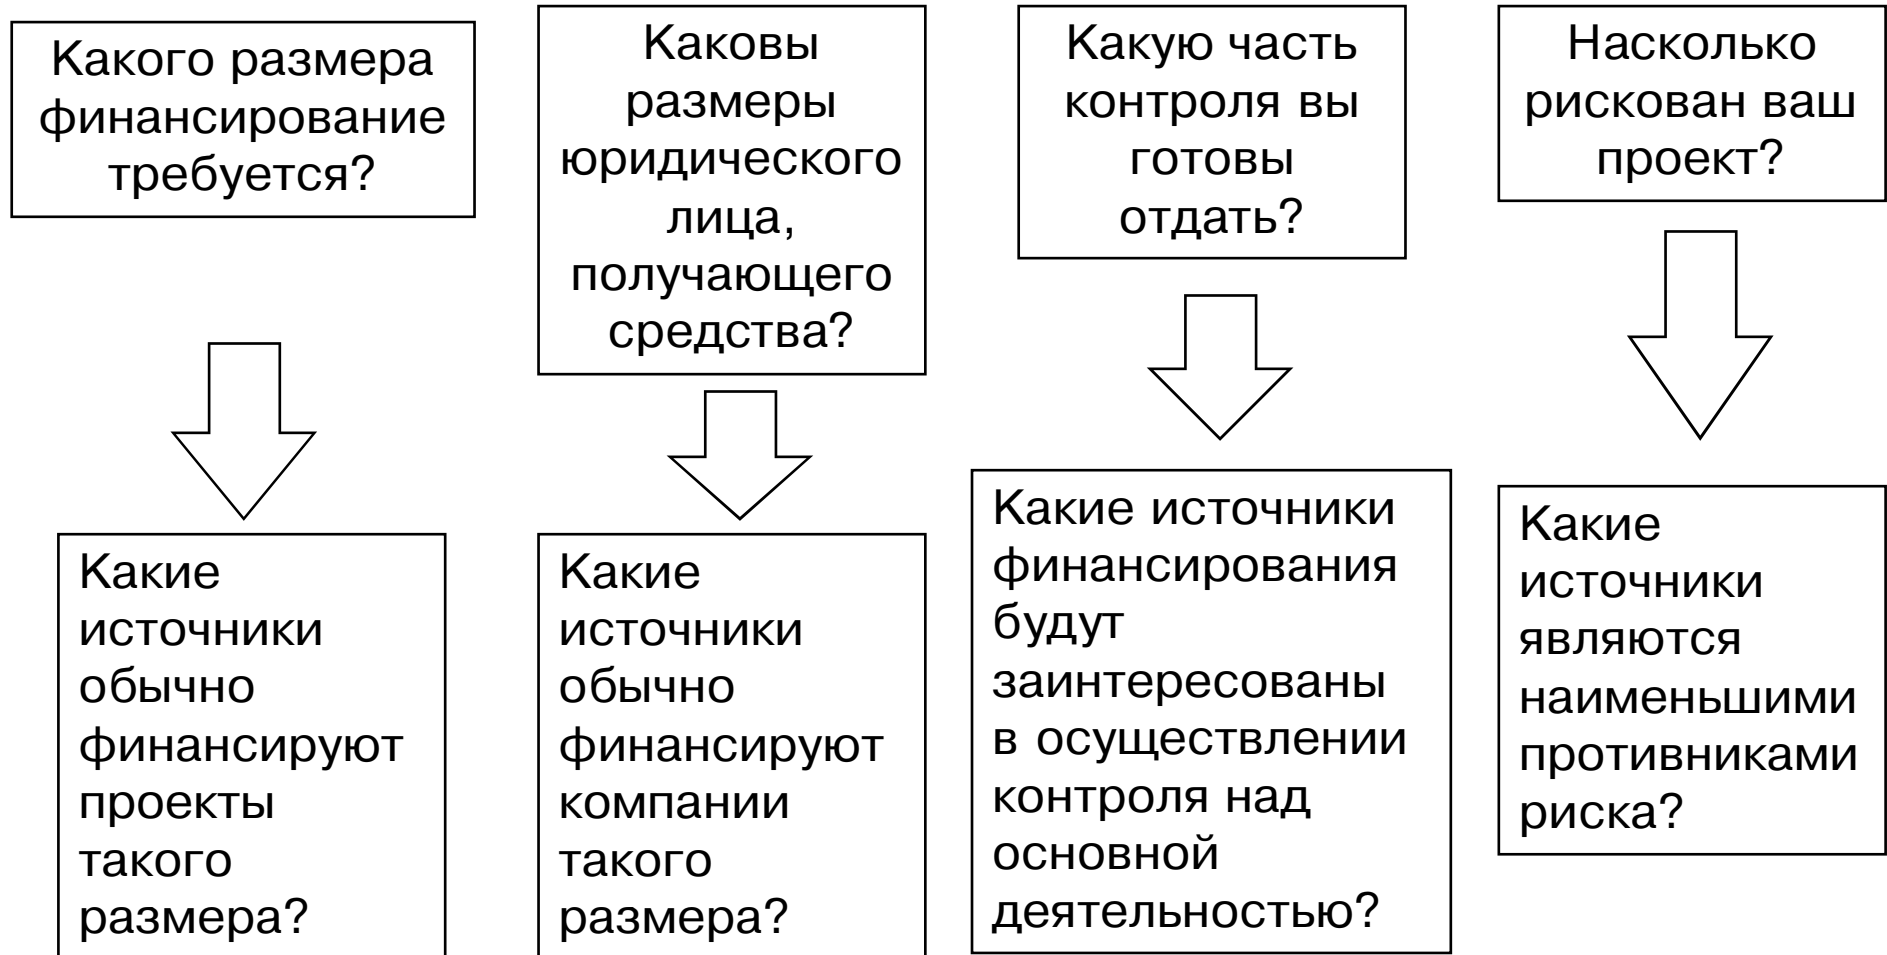 Какого размера
финансирование
требуется?
Каковы
размеры
юридического
лица,
получающего
средства?
Какую часть
контроля вы
готовы
отдать?
Насколько
рискован ваш
проект?
Какие
источники
обычно
финансируют
проекты
такого
размера?
Какие
источники
обычно
финансируют
компании
такого
размера?
Какие источники
финансирования
будут
заинтересованы
в осуществлении
контроля над
основной
деятельностью?
Какие
источники
являются
наименьшими
противниками
риска?